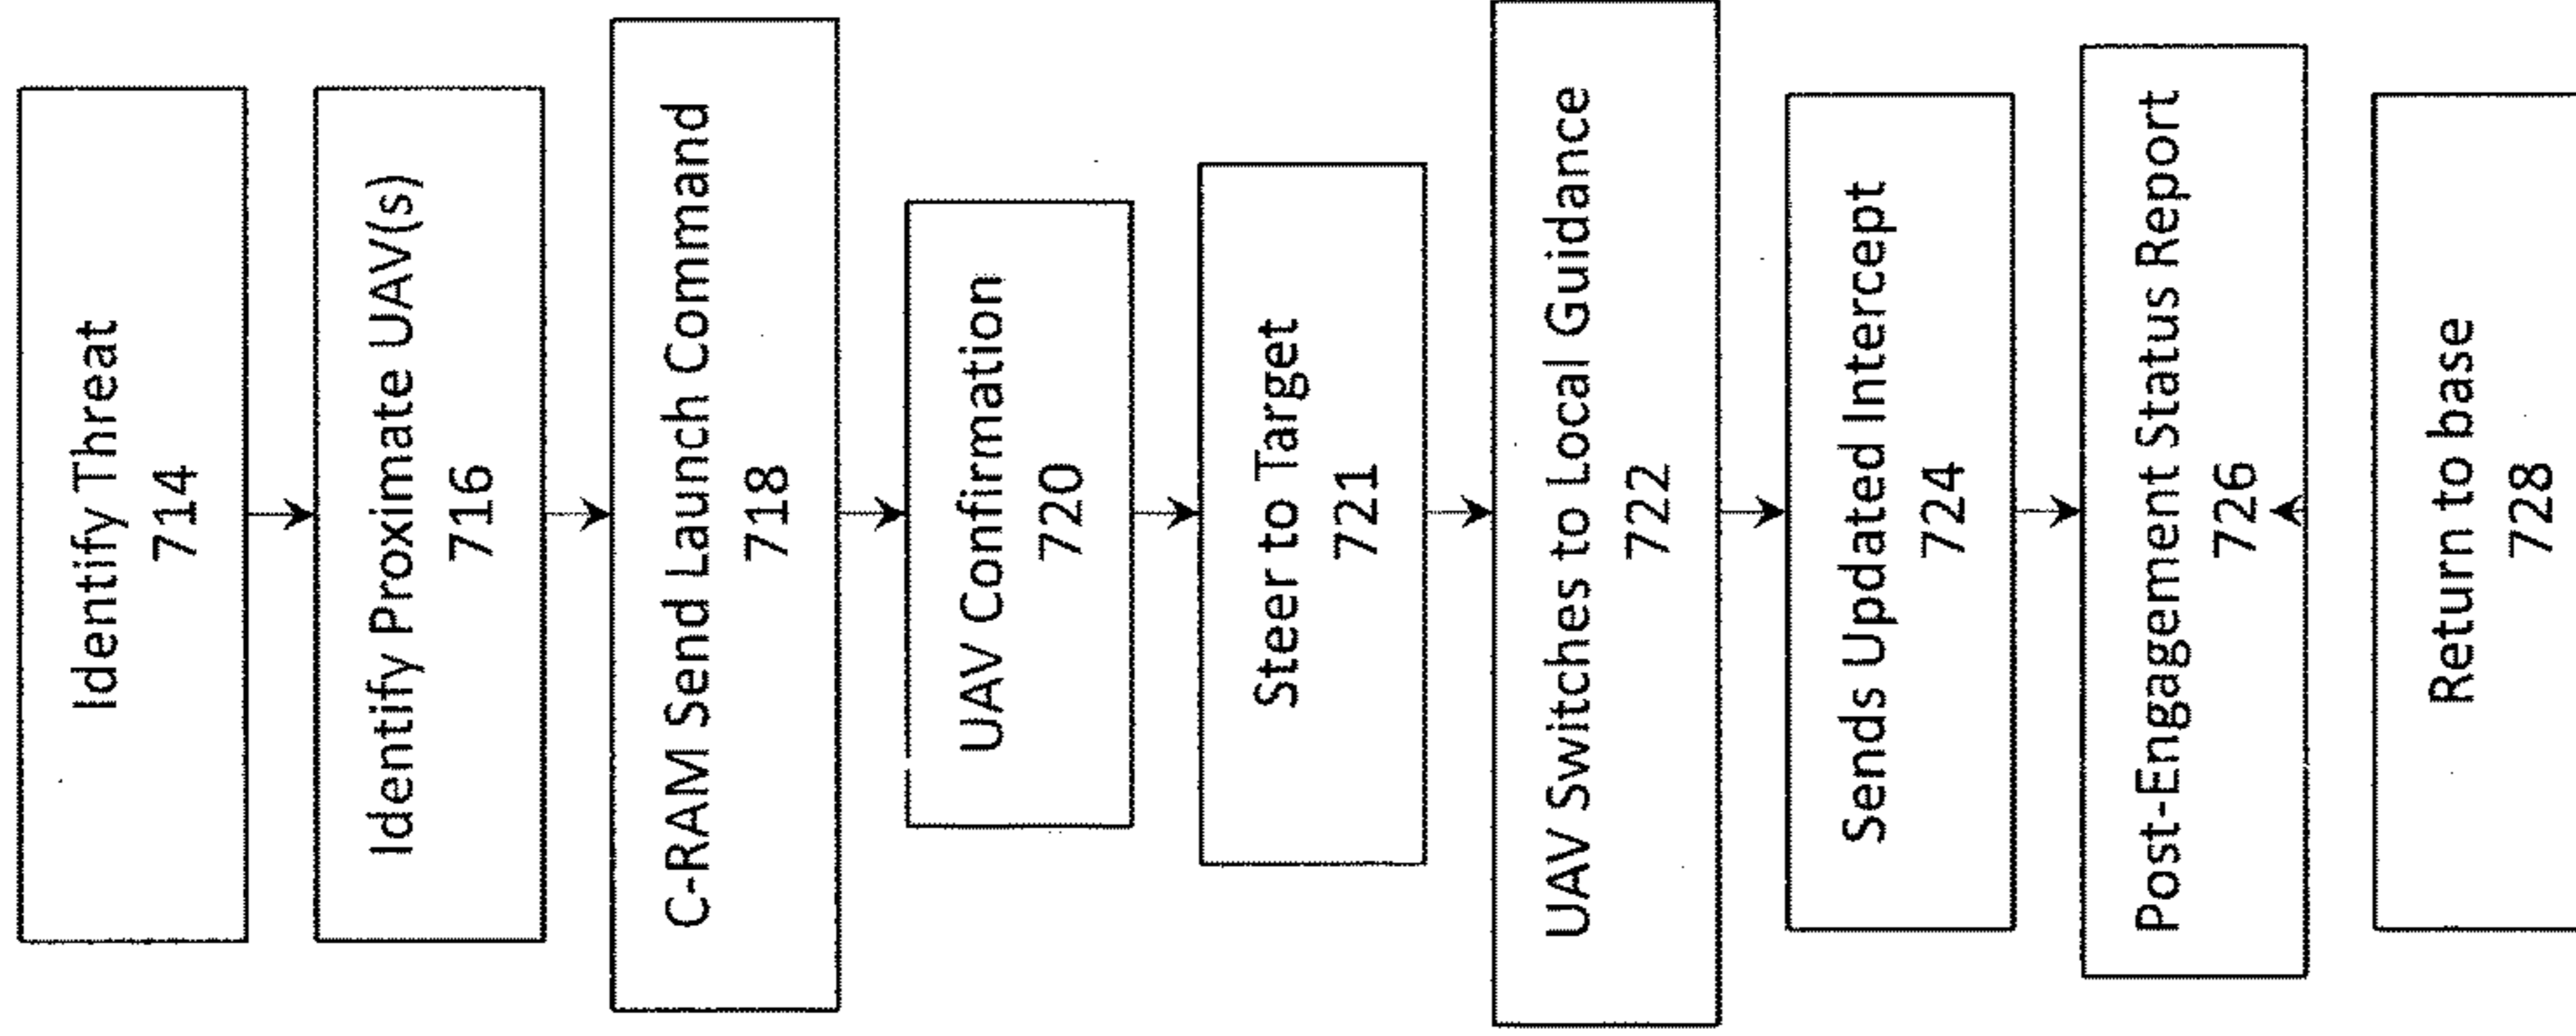 Identify Threat
714
Identify Proximate UAV(s)
716
C-RAM Send Launch Command
718
UAV Confirmation
720
Steer to Target
721
UAV Switches to Local Guidance
722
Sends Updated Intercept
724
Post-Engagement Status Report
726
Return to base
728